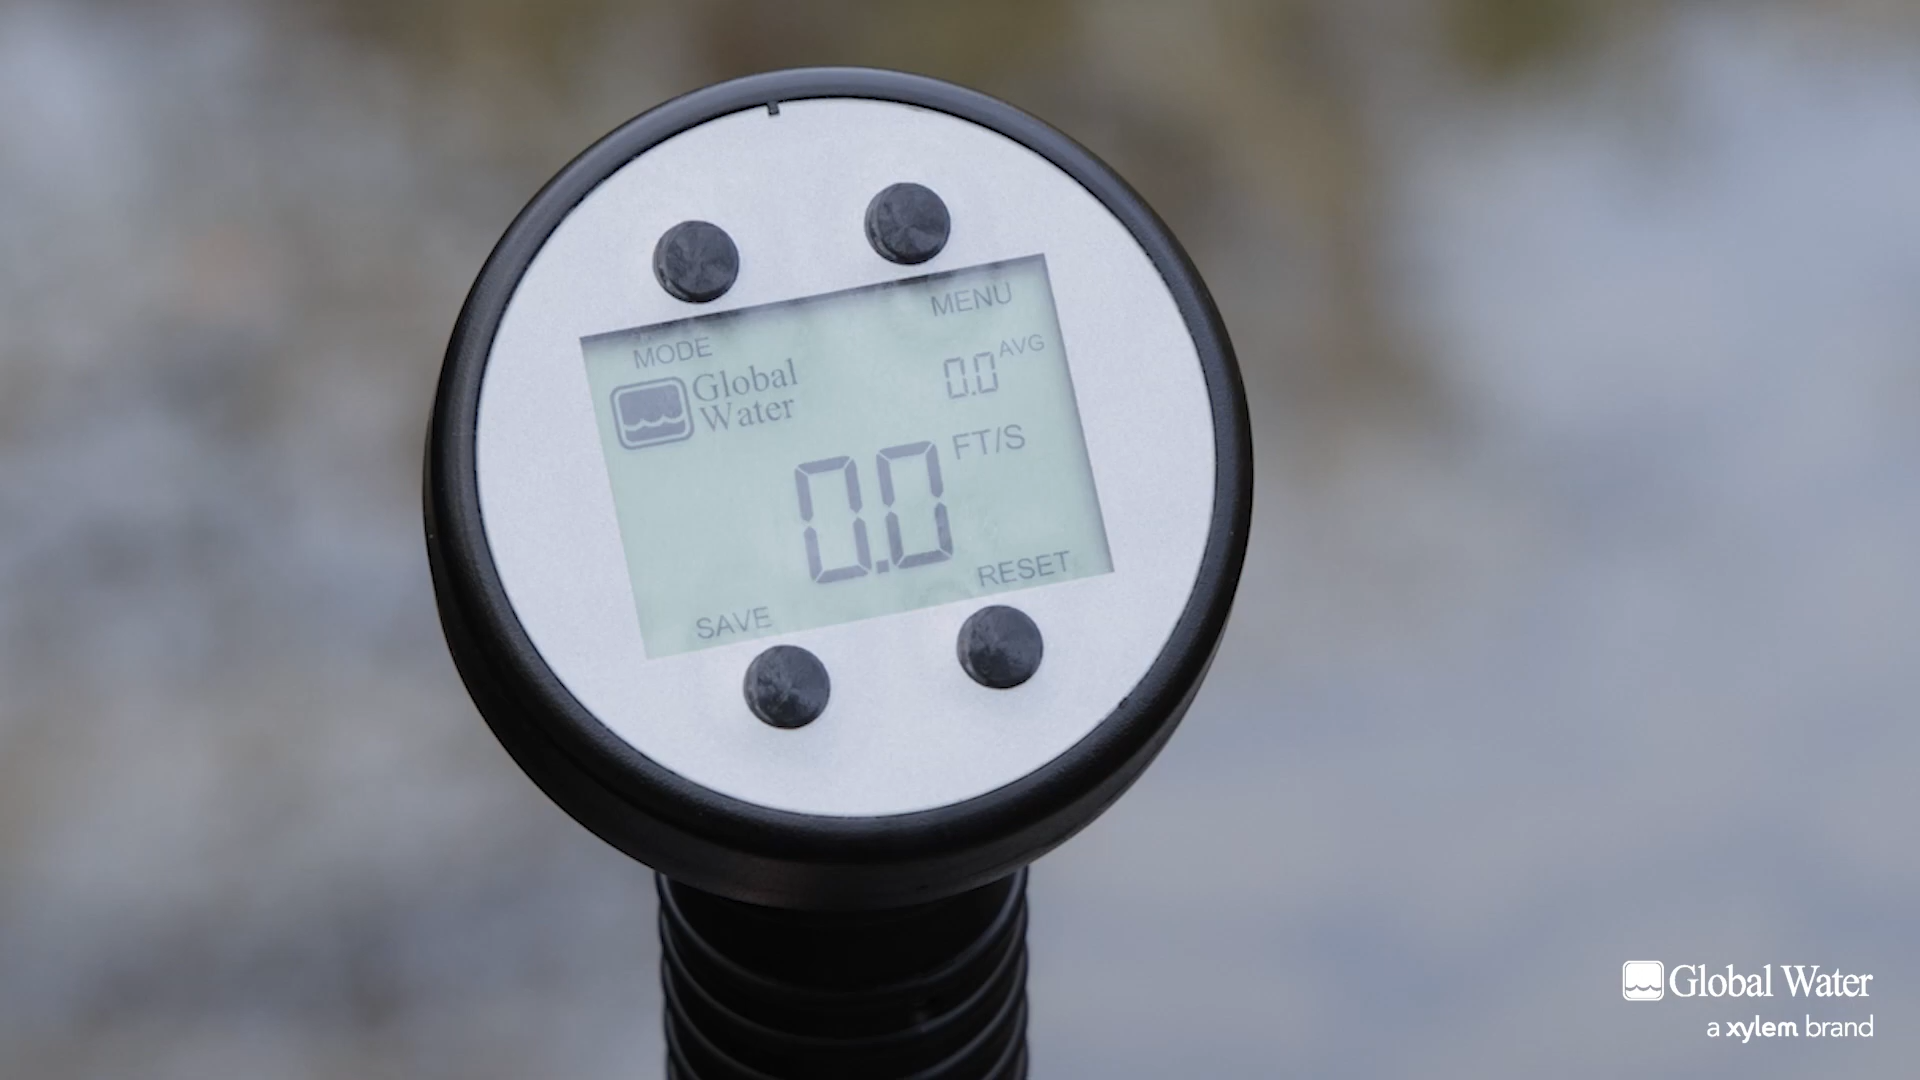 MENU
MODE
Global
Water
0.0 AVG
FT/S
0.0
RESET
SAVE
Global Water
a xylem brand